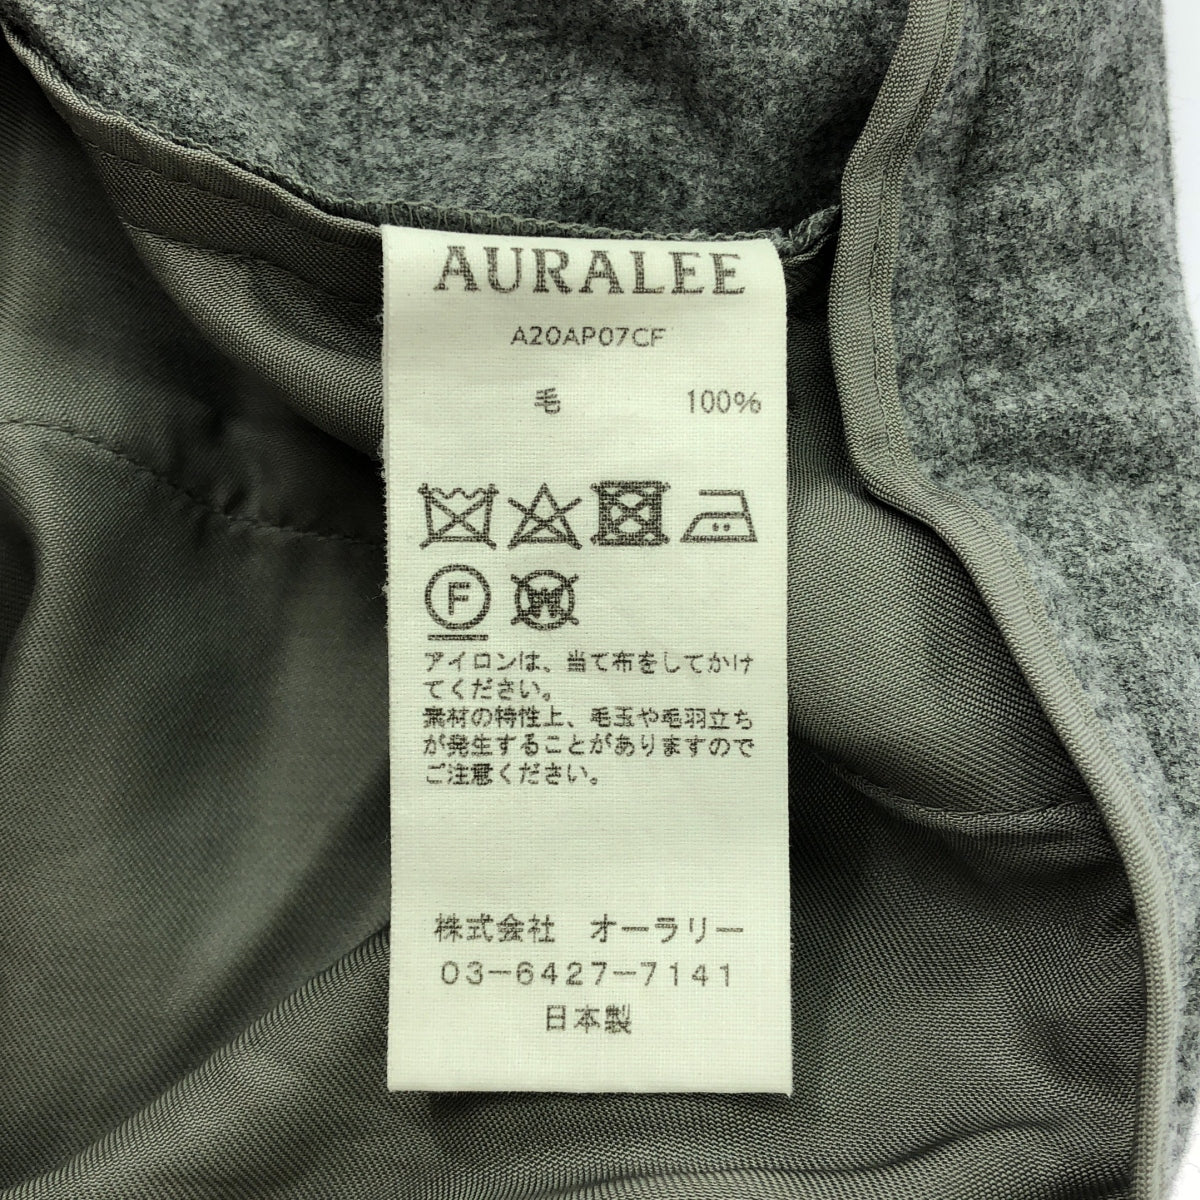 AURALEE
A20AP07CF
毛 100%
F
W
アイロンは、当て布をしてかけ
てください。
素材の特性上、毛玉や毛羽立ち
が発生することがありますので
ご注意ください。
株式会社 オーラリー
03-6427-7141
日本製